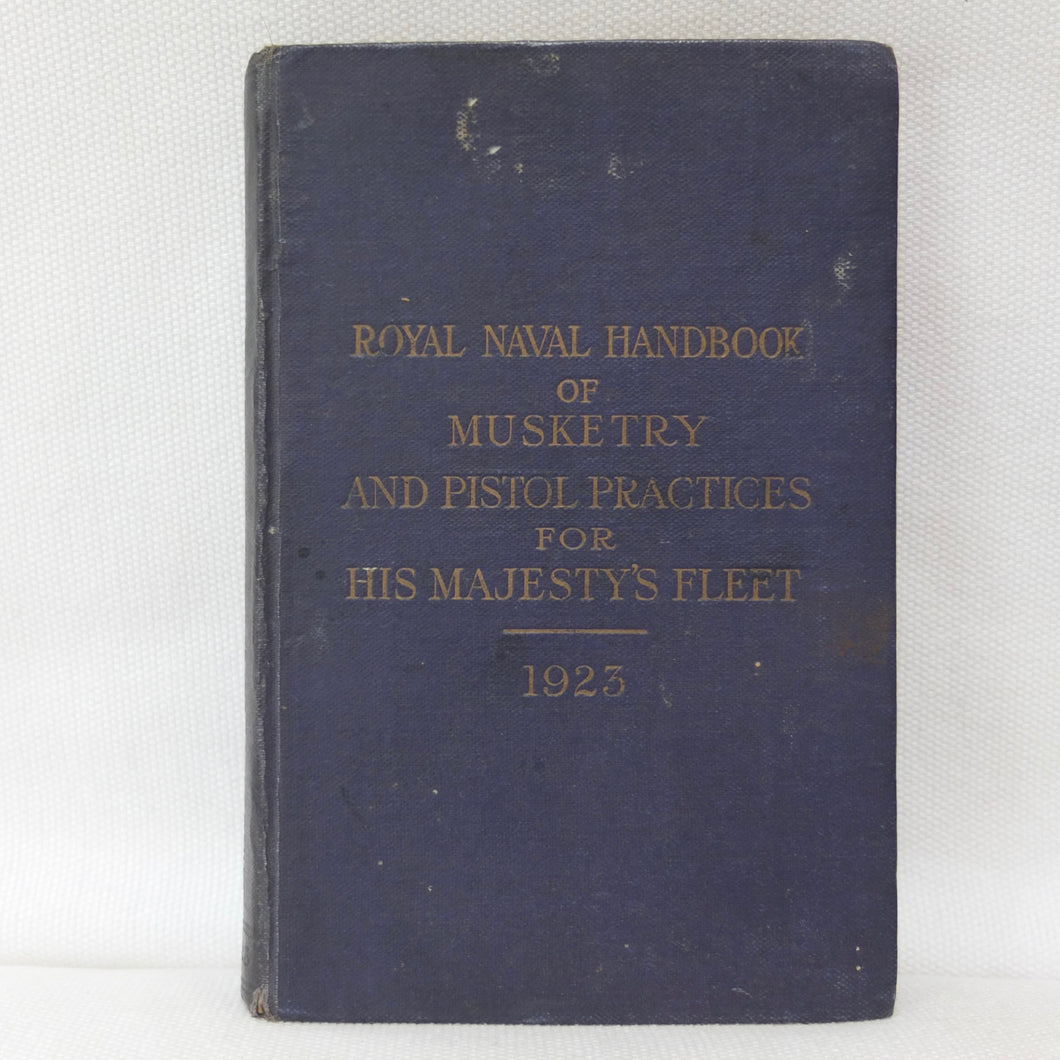 ROYAL NAVAL HANDBOOK
OF
MUSKETRY
AND PISTOL PRACTICES
FOR
HIS MAJESTY'S FLEET
1923